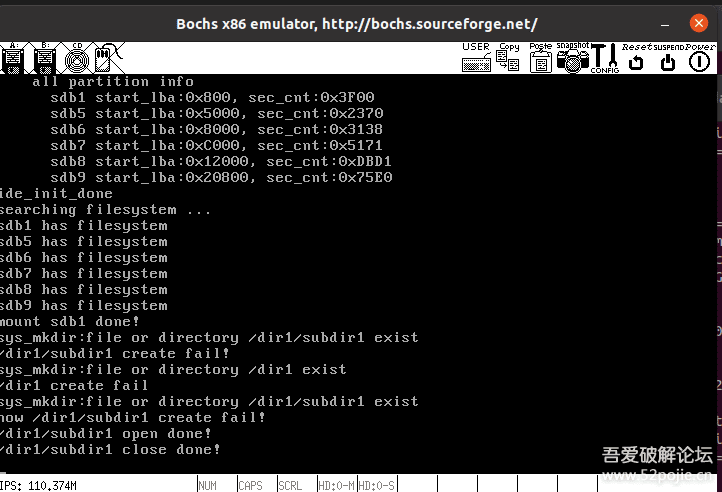 Bochs x86 emulator, http://bochs.sourceforge.net/
A: B: CD USER Copy Paste snapshot CONFIG Reset SUSPEND Power
all partition info
sdb1 start_lba:0x800, sec_cnt:0x3F00
sdb5 start_lba:0x5000, sec_cnt:0x2370
sdb6 start_lba:0x8000, sec_cnt:0x3138
sdb7 start_lba:0xC000, sec_cnt:0x5171
sdb8 start_lba:0x12000, sec_cnt:0xDBD1
sdb9 start_lba:0x20800, sec_cnt:0x75E0
ide_init_done
searching filesystem ...
sdb1 has filesystem
sdb5 has filesystem
sdb6 has filesystem
sdb7 has filesystem
sdb8 has filesystem
sdb9 has filesystem
mount sdb1 done!
sys_mkdir:file or directory /dir1/subdir1 exist
/dir1/subdir1 create fail!
sys_mkdir:file or directory /dir1 exist
/dir1 create fail
sys_mkdir:file or directory /dir1/subdir1 exist
now /dir1/subdir1 create fail!
/dir1/subdir1 open done!
/dir1/subdir1 close done!
吾爱破解论坛
www.52pojie.cn
IPS: 110.374M NUM CAPS SCRL HD:0-M HD:0-S